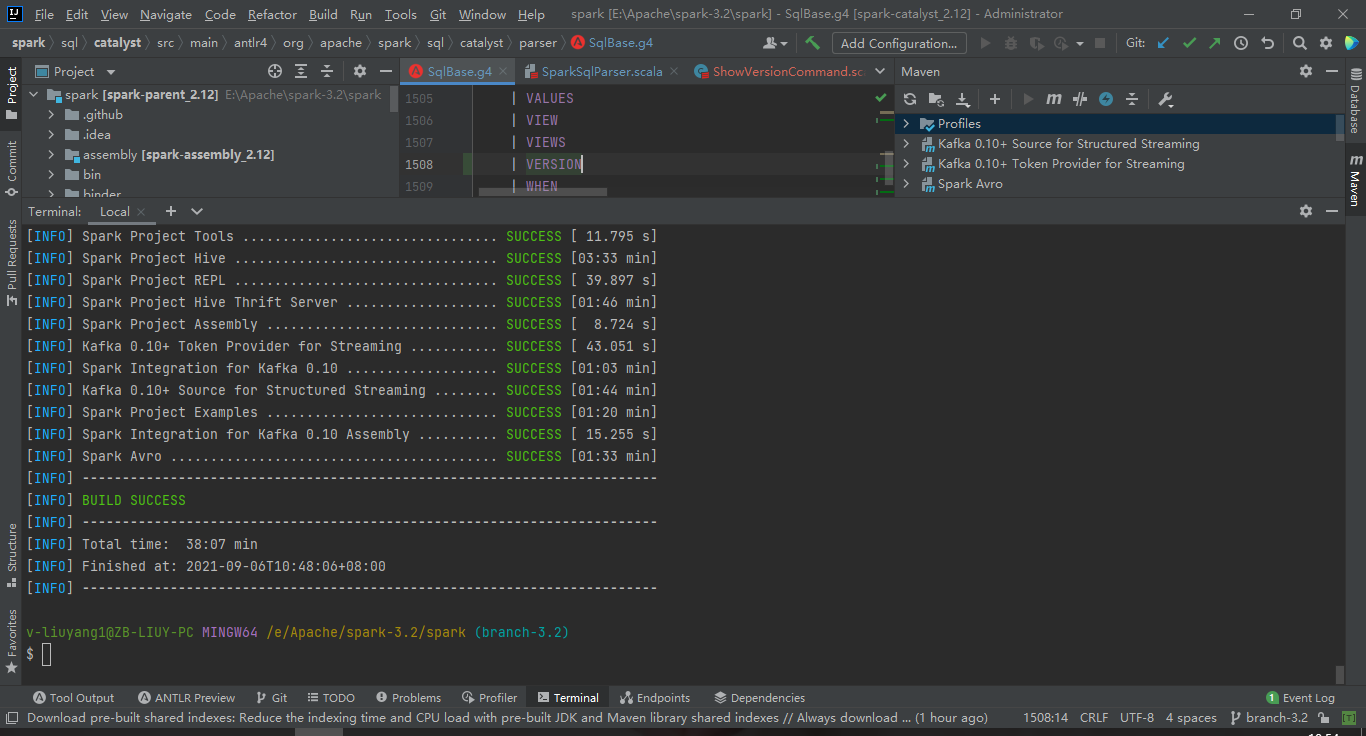 File Edit View Navigate Code Refactor Build Run Tools Git Window Help spark [E:\Apache\spark-3.2\spark] - SqlBase.g4 [spark-catalyst_2.12] - Administrator
spark sql catalyst src main antlr4 org apache spark sql catalyst parser SqlBase.g4 Add Configuration... Git:
Project SqlBase.g4 SparkSqlParser.scala ShowVersionCommand.sc Maven
spark [spark-parent_2.12] E:\Apache\spark-3.2\spark
.github
.idea
assembly [spark-assembly_2.12]
bin
binder
1505 | VALUES
1506 | VIEW
1507 | VIEWS
1508 | VERSION
1509 | WHEN
Profiles
Kafka 0.10+ Source for Structured Streaming
Kafka 0.10+ Token Provider for Streaming
Spark Avro
Project
Commit
Pull Requests
Structure
Favorites
Database
Maven
Terminal: Local
[INFO] Spark Project Tools ................................ SUCCESS [ 11.795 s]
[INFO] Spark Project Hive ................................. SUCCESS [03:33 min]
[INFO] Spark Project REPL ................................. SUCCESS [ 39.897 s]
[INFO] Spark Project Hive Thrift Server ................... SUCCESS [01:46 min]
[INFO] Spark Project Assembly ............................. SUCCESS [  8.724 s]
[INFO] Kafka 0.10+ Token Provider for Streaming ........... SUCCESS [ 43.051 s]
[INFO] Spark Integration for Kafka 0.10 ................... SUCCESS [01:03 min]
[INFO] Kafka 0.10+ Source for Structured Streaming ........ SUCCESS [01:44 min]
[INFO] Spark Project Examples ............................. SUCCESS [01:20 min]
[INFO] Spark Integration for Kafka 0.10 Assembly .......... SUCCESS [ 15.255 s]
[INFO] Spark Avro ......................................... SUCCESS [01:33 min]
[INFO] ------------------------------------------------------------------------
[INFO] BUILD SUCCESS
[INFO] ------------------------------------------------------------------------
[INFO] Total time:  38:07 min
[INFO] Finished at: 2021-09-06T10:48:06+08:00
[INFO] ------------------------------------------------------------------------
v-liuyang1@ZB-LIUY-PC MINGW64 /e/Apache/spark-3.2/spark (branch-3.2)
$
Tool Output ANTLR Preview Git TODO Problems Profiler Terminal Endpoints Dependencies 1 Event Log
Download pre-built shared indexes: Reduce the indexing time and CPU load with pre-built JDK and Maven library shared indexes // Always download ... (1 hour ago) 1508:14 CRLF UTF-8 4 spaces branch-3.2